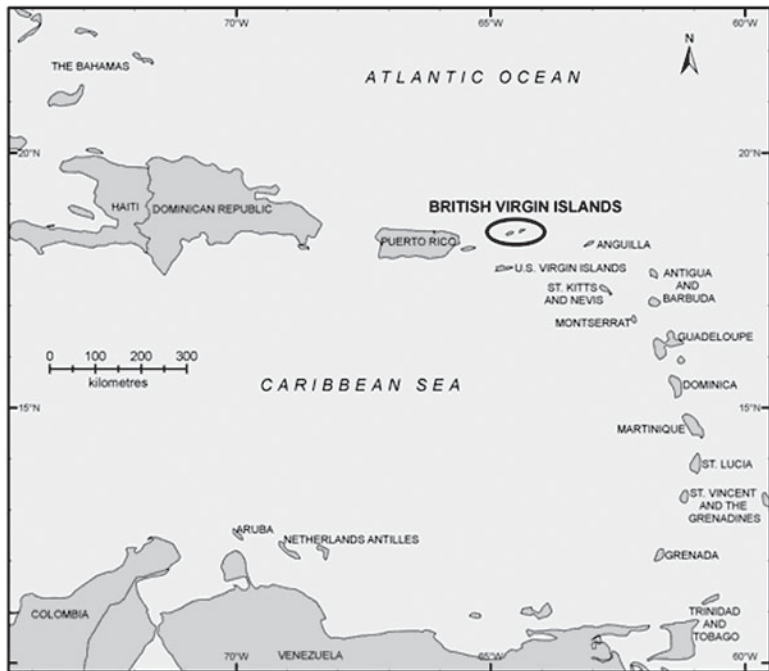 70°W
65°W
60°W
THE BAHAMAS
ATLANTIC OCEAN
N
20°N
20°N
HAITI
DOMINICAN REPUBLIC
BRITISH VIRGIN ISLANDS
PUERTO RICO
ANGUILLA
U.S. VIRGIN ISLANDS
ANTIGUA
AND
BARBUDA
ST. KITTS
AND NEVIS
MONTSERRAT
GUADELOUPE
0 100 200 300
kilometres
CARIBBEAN SEA
DOMINICA
15°N
15°N
MARTINIQUE
ST. LUCIA
ST. VINCENT
AND THE
GRENADINES
ARUBA
NETHERLANDS ANTILLES
GRENADA
COLOMBIA
TRINIDAD
AND
TOBAGO
VENEZUELA
70°W
65°W
60°W